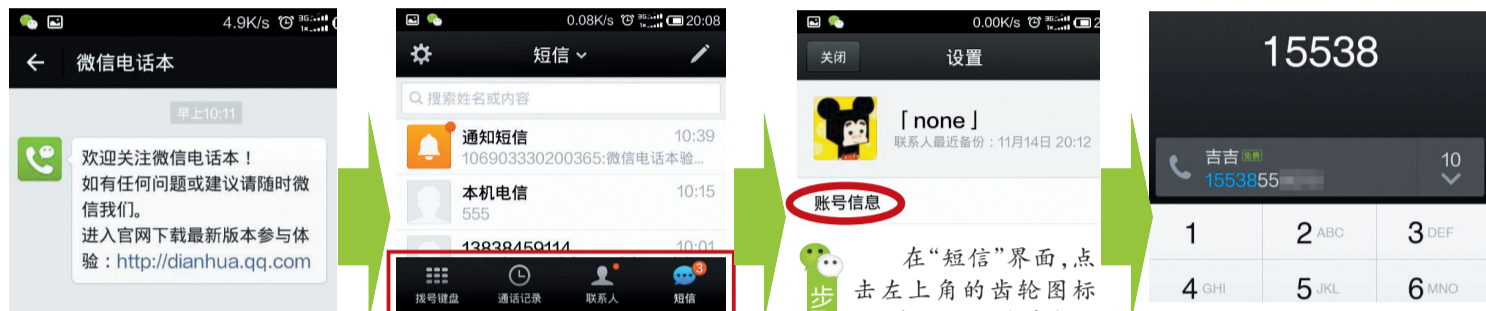 4.9K/s 3G 1x
微信电话本
早上10:11
欢迎关注微信电话本！
如有任何问题或建议请随时微
信我们。
进入官网下载最新版本参与体
验：http://dianhua.qq.com
0.08K/s 3G 1x 20:08
短信
搜索姓名或内容
通知短信 10:39
106903330200365:微信电话本验...
本机电信 10:15
555
13838459114 10:01
拨号键盘 通话记录 联系人 短信 3
0.00K/s 3G 1x 2
关闭 设置
「none」
联系人最近备份：11月14日 20:12
账号信息
步
在“短信”界面,点
击左上角的齿轮图标
15538
吉吉 免费 10
1553855
1 2 ABC 3 DEF
4 GHI 5 JKL 6 MNO